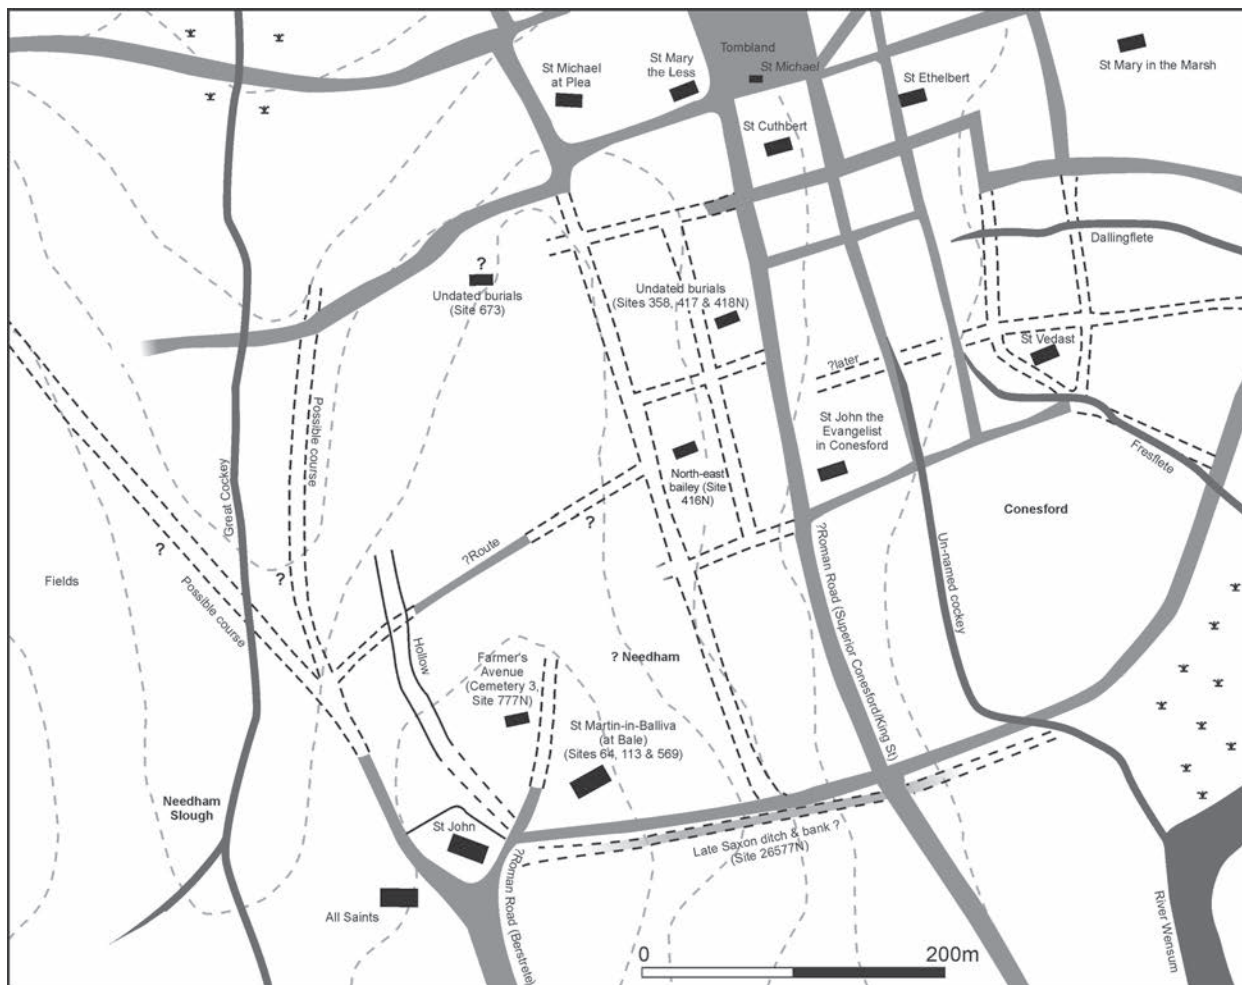 Tombland
St Michael
St Michael
at Plea
St Mary
the Less
St Ethelbert
St Mary in the Marsh
St Cuthbert
Dallingflete
?
Undated burials
(Site 673)
Undated burials
(Sites 358, 417 & 418N)
St Vedast
?later
Possible course
St John the
Evangelist
in Conesford
North-east
bailey (Site
416N)
Fresflete
Great Cockey
Conesford
?
?Route
?
?
Fields
Possible course
Hollow
?Roman Road (Superior Conesford/King St)
Un-named cockey
Farmer's
Avenue
(Cemetery 3,
Site 777N)
? Needham
St Martin-in-Balliva
(at Bale)
(Sites 64, 113 & 569)
Needham
Slough
St John
Late Saxon ditch & bank ?
(Site 26577N)
?Roman Road (Berstrete)
All Saints
River Wensum
0
200m